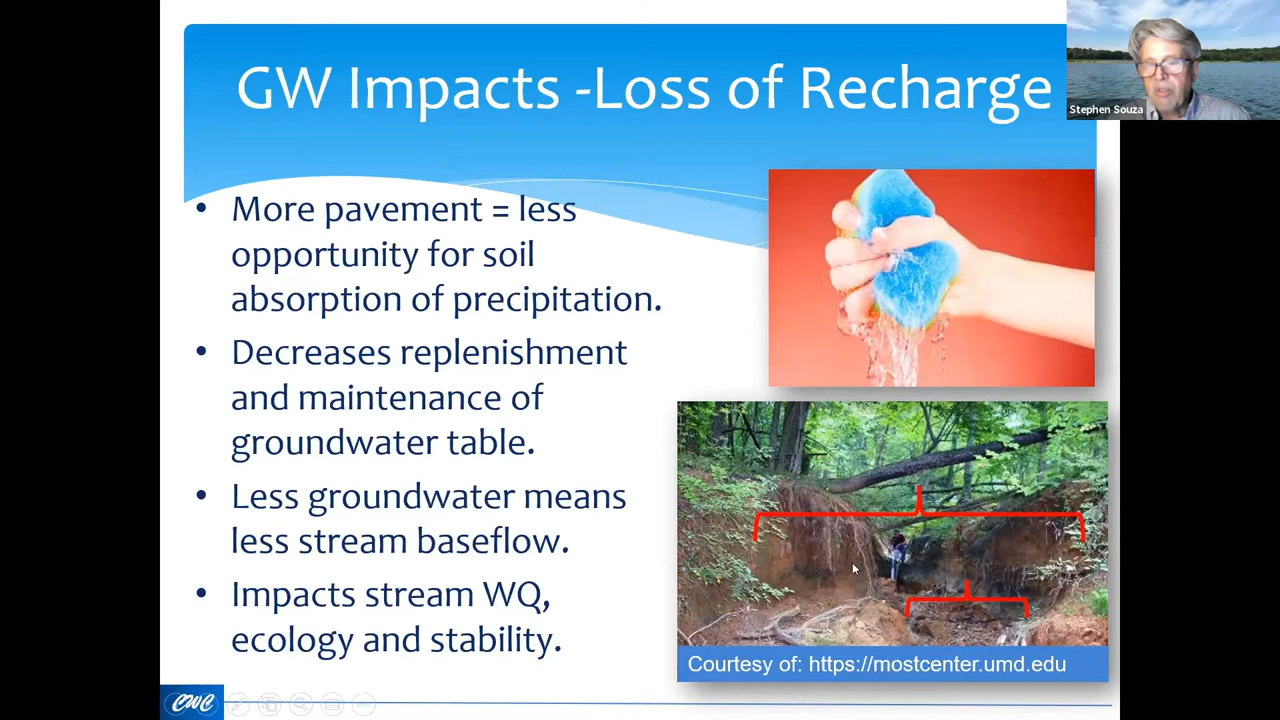 GW Impacts -Loss of Recharge
Stephen Souza
• More pavement = less
opportunity for soil
absorption of precipitation.
• Decreases replenishment
and maintenance of
groundwater table.
• Less groundwater means
less stream baseflow.
• Impacts stream WQ,
ecology and stability.
Courtesy of: https://mostcenter.umd.edu
CWC